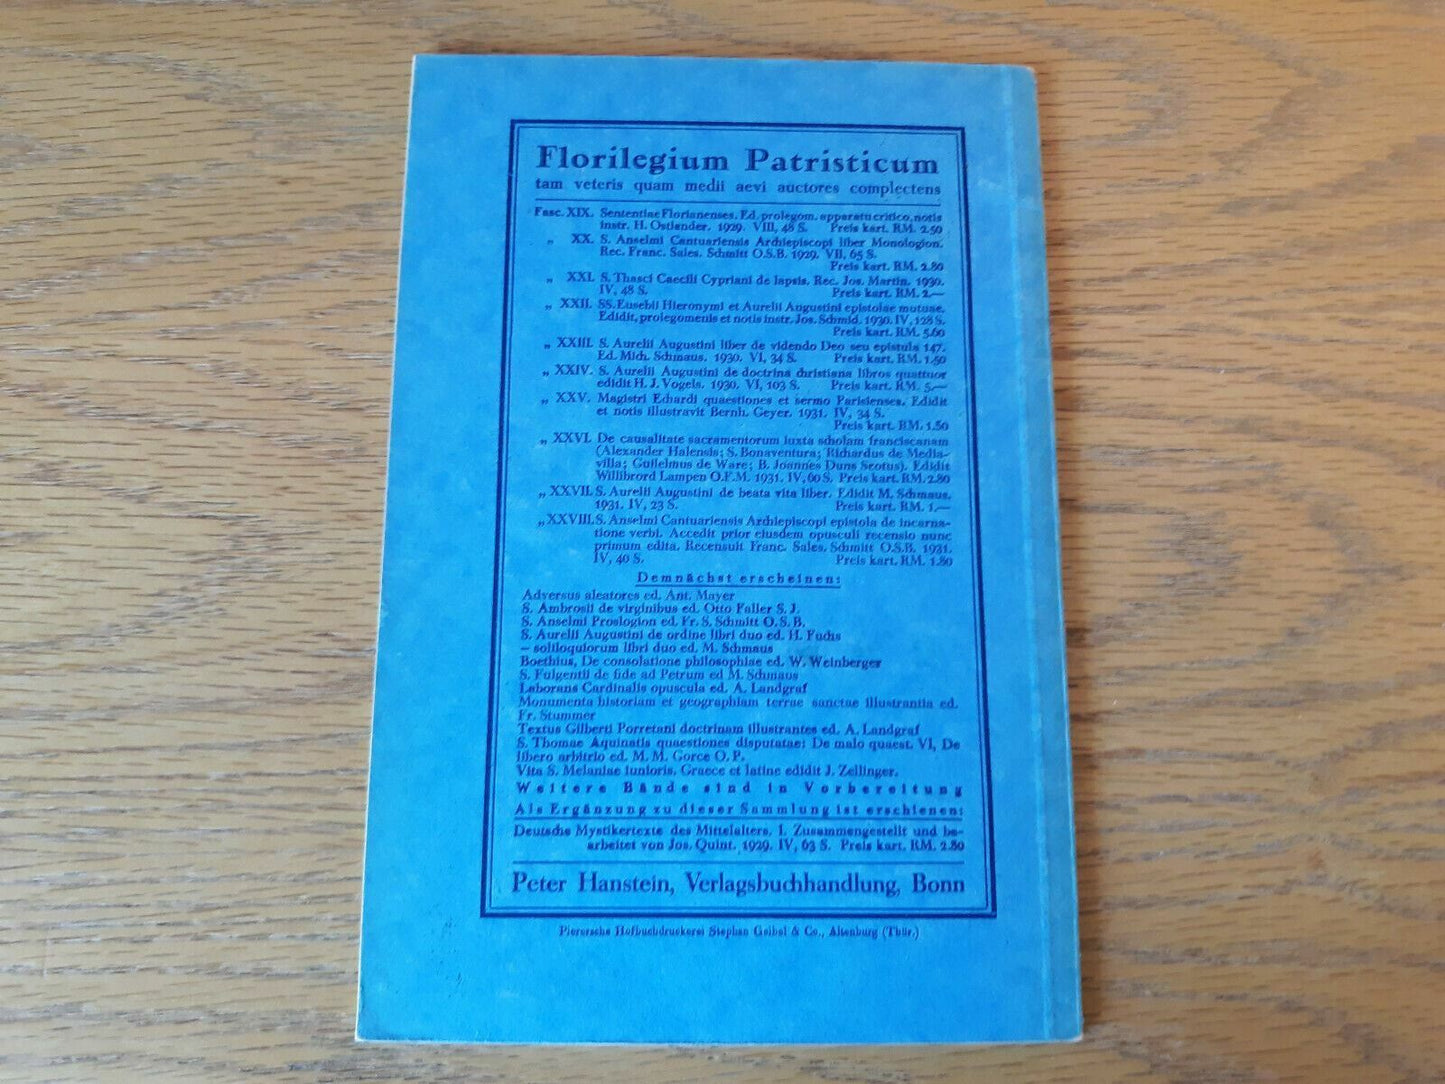 Florilegium Patristicum
tam veteris quam medii aevi auctores complectens
Fasc. XIX. Sententiae Florianenses. Ed. prolegom. apparatu critico, notis
instr. H. Ostlender. 1929. VIII, 48 S. Preis kart. RM. 2.50
„ XX. S. Anselmi Cantuariensis Archiepiscopi liber Monologion.
Rec. Franc. Sales. Schmitt O.S.B. 1929. VII, 65 S.
Preis kart. RM. 2.80
„ XXI. S. Thasci Caecili Cypriani de lapsis. Rec. Jos. Martin. 1930.
IV, 48 S. Preis kart. RM. 2.—
„ XXII. SS. Eusebii Hieronymi et Aurelii Augustini epistolae mutuae.
Edidit, prolegomenis et notis instr. Jos. Schmid. 1930. IV, 128 S.
Preis kart. RM. 5.60
„ XXIII. S. Aurelii Augustini liber de videndo Deo seu epistula 147.
Ed. Mich. Schmaus. 1930. VI, 34 S. Preis kart. RM. 1.50
„ XXIV. S. Aurelii Augustini de doctrina christiana libros quattuor
edidit H. J. Vogels. 1930. VI, 103 S. Preis kart. RM. 5.—
„ XXV. Magistri Echardi quaestiones et sermo Parisienses. Edidit
et notis illustravit Bernh. Geyer. 1931. IV, 34 S.
Preis kart. RM. 1.50
„ XXVI. De causalitate sacramentorum iuxta scholam franciscanam
(Alexander Halensis; S. Bonaventura; Richardus de Media-
villa; Guilelmus de Ware; B. Joannes Duns Scotus). Edidit
Willibrord Lampen O.F.M. 1931. IV, 60 S. Preis kart. RM. 2.80
„ XXVII. S. Aurelii Augustini de beata vita liber. Edidit M. Schmaus.
1931. IV, 23 S. Preis kart. RM. 1.—
„ XXVIII. S. Anselmi Cantuariensis Archiepiscopi epistola de incarna-
tione verbi. Accedit prior eiusdem opusculi recensio nunc
primum edita. Recensuit Franc. Sales. Schmitt O.S.B. 1931.
IV, 40 S. Preis kart. RM. 1.80
Demnächst erscheinen:
Adversus aleatores ed. Ant. Mayer
S. Ambrosii de virginibus ed. Otto Faller S. J.
S. Anselmi Proslogion ed. Fr. S. Schmitt O.S.B.
S. Aurelii Augustini de ordine libri duo ed. H. Fuchs
— soliloquiorum libri duo ed. M. Schmaus
Boethius, De consolatione philosophiae ed. W. Weinberger
S. Fulgentii de fide ad Petrum ed M. Schmaus
Laborans Cardinalis opuscula ed. A. Landgraf
Monumenta historiam et geographiam terrae sanctae illustrantia ed.
Fr. Stummer
Textus Gilberti Porretani doctrinam illustrantes ed. A. Landgraf
S. Thomae Aquinatis quaestiones disputatae: De malo quaest. VI, De
libero arbitrio ed. M. M. Gorce O. P.
Vita S. Melaniae iunioris. Graece et latine edidit J. Zellinger.
Weitere Bände sind in Vorbereitung
Als Ergänzung zu dieser Sammlung ist erschienen:
Deutsche Mystikertexte des Mittelalters. I. Zusammengestellt und be-
arbeitet von Jos. Quint. 1929. IV, 63 S. Preis kart. RM. 2.80
Peter Hanstein, Verlagsbuchhandlung, Bonn
Pierersche Hofbuchdruckerei Stephan Geibel & Co., Altenburg (Thür.)